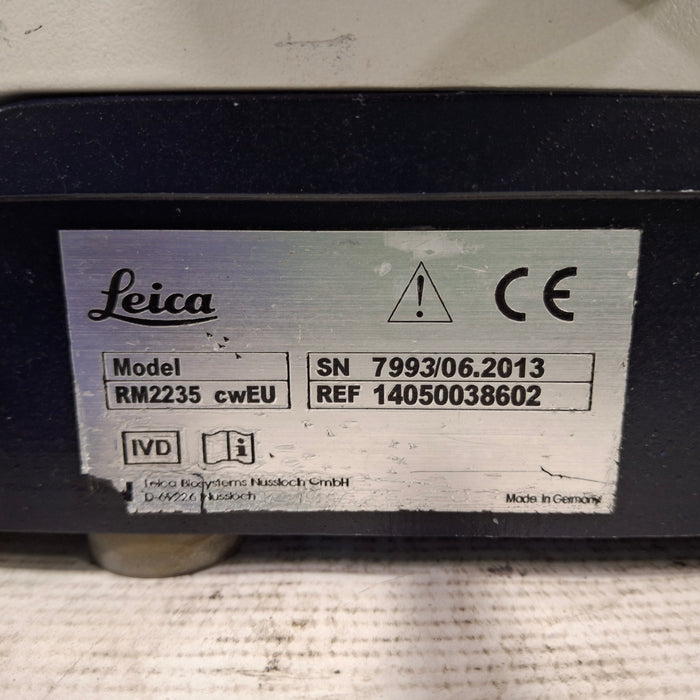 Leica
CE
Model
RM2235 cwEU
SN 7993/06.2013
REF 14050038602
IVD
i
Leica Biosystems Nussloch GmbH
D-69226 Nussloch
Made in Germany